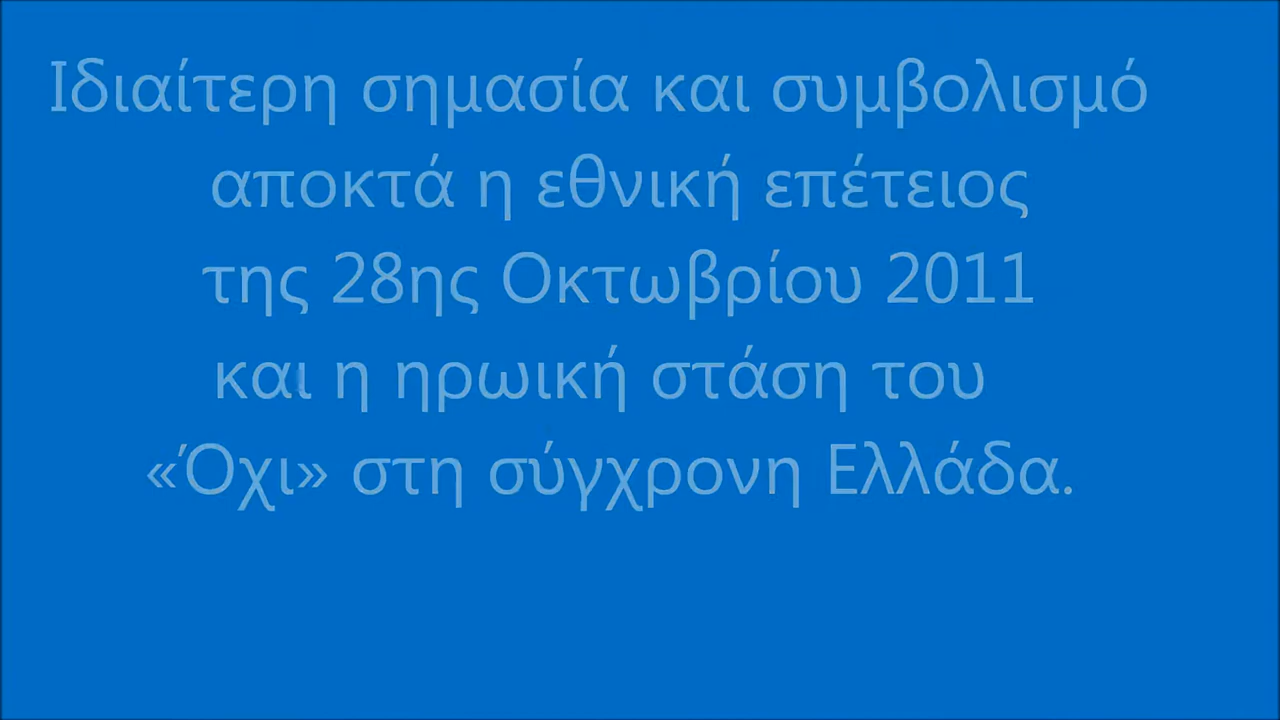 Ιδιαίτερη σημασία και συμβολισμό
αποκτά η εθνική επέτειος
της 28ης Οκτωβρίου 2011
και η ηρωική στάση του
«Όχι» στη σύγχρονη Ελλάδα.